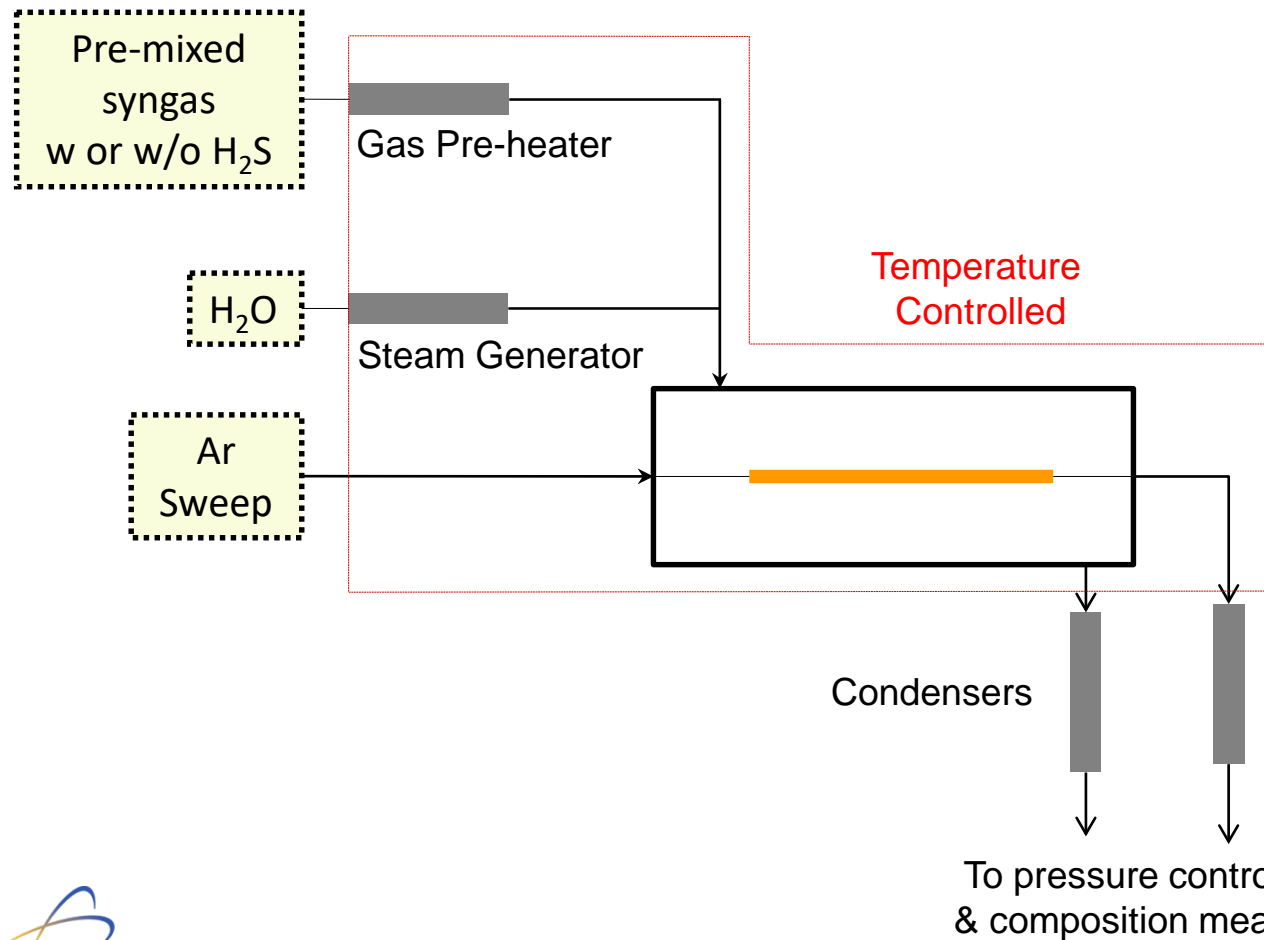 Pre-mixed
syngas
w or w/o H₂S
Gas Pre-heater
H₂O
Steam Generator
Temperature
Controlled
Ar
Sweep
Condensers
To pressure contro
& composition mea